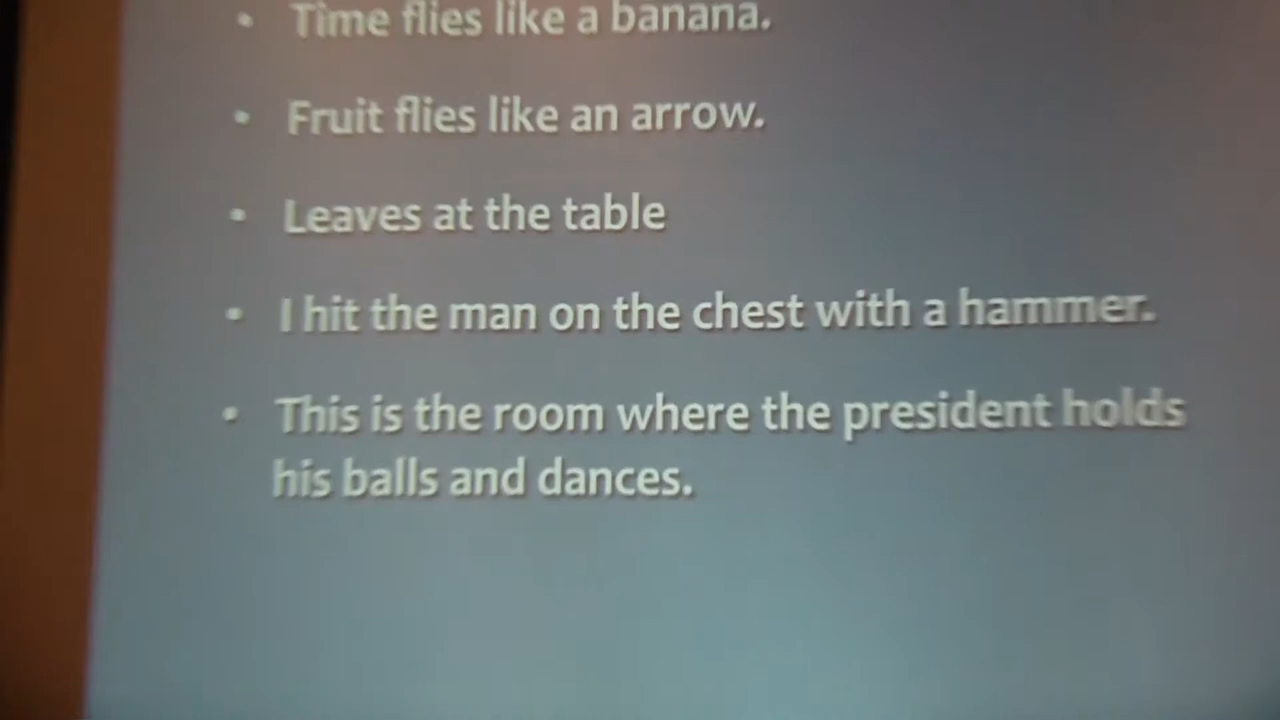 • Time flies like a banana.
• Fruit flies like an arrow.
• Leaves at the table
• I hit the man on the chest with a hammer.
• This is the room where the president holds
his balls and dances.